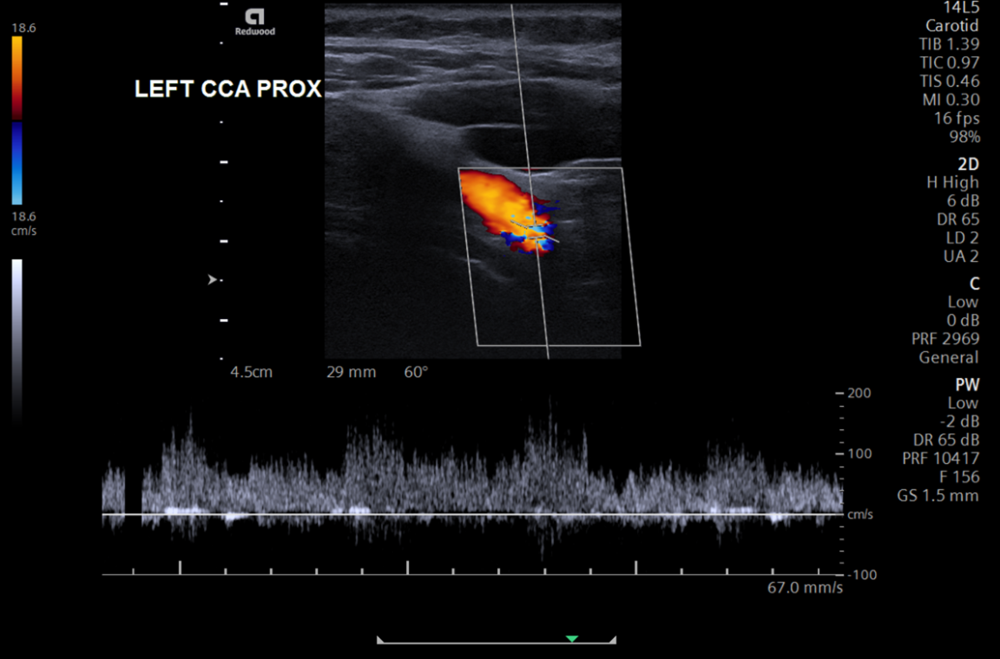 18.6
18.6
cm/s
Redwood
LEFT CCA PROX
4.5cm 29 mm 60°
14L5
Carotid
TIB 1.39
TIC 0.97
TIS 0.46
MI 0.30
16 fps
98%
2D
H High
6 dB
DR 65
LD 2
UA 2
C
Low
0 dB
PRF 2969
General
PW
Low
-2 dB
DR 65 dB
PRF 10417
F 156
GS 1.5 mm
200
100
cm/s
-100
67.0 mm/s